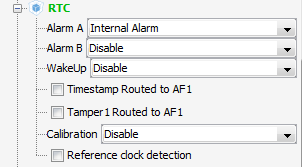 RTC
Alarm A Internal Alarm
Alarm B Disable
WakeUp Disable
Timestamp Routed to AF1
Tamper1 Routed to AF1
Calibration Disable
Reference clock detection